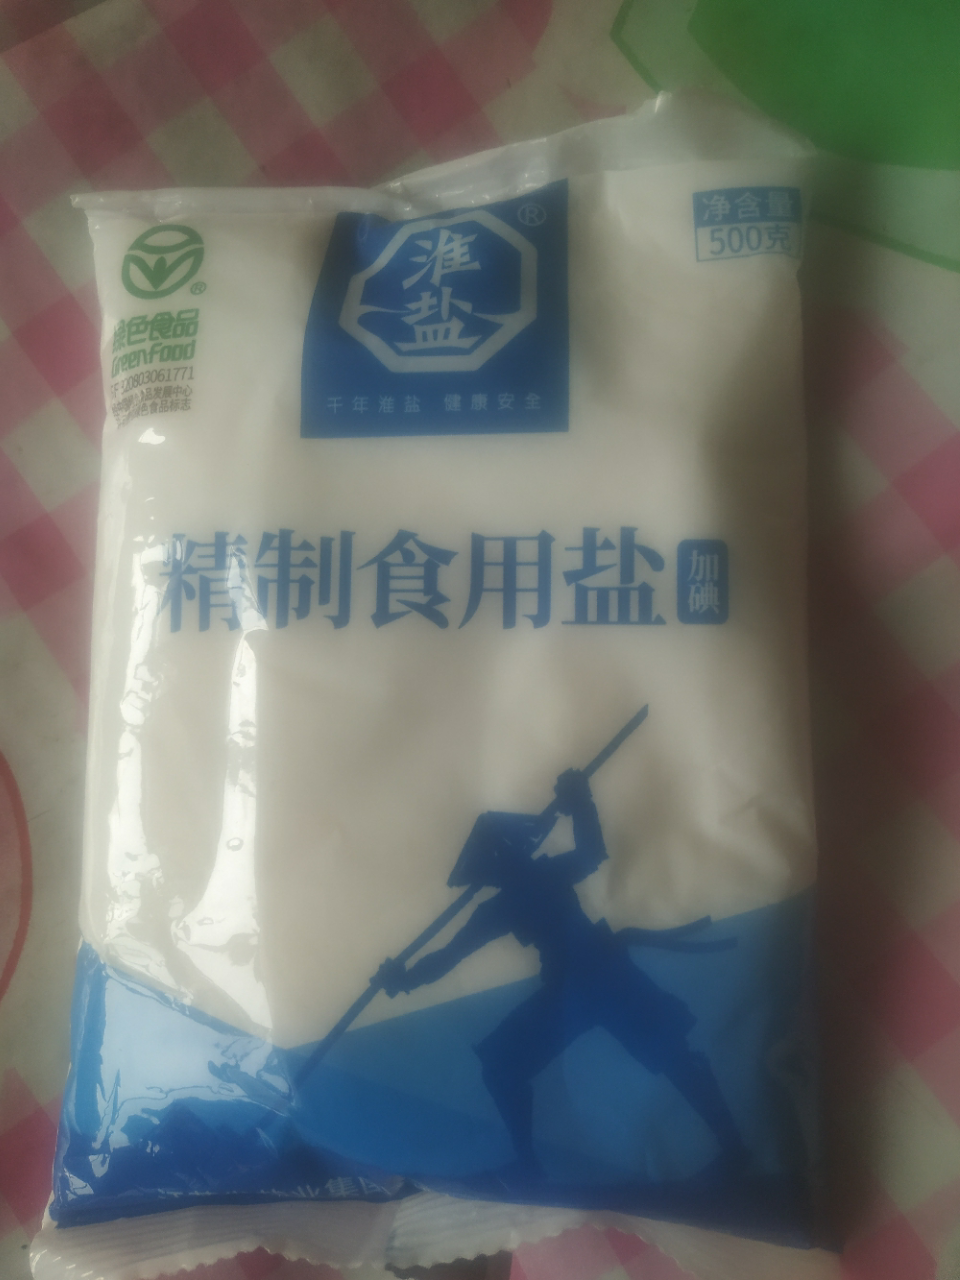 淮
盐
®
千年淮盐 健康安全
净含量
500克
®
绿色食品
Greenfood
精制食用盐
加
碘